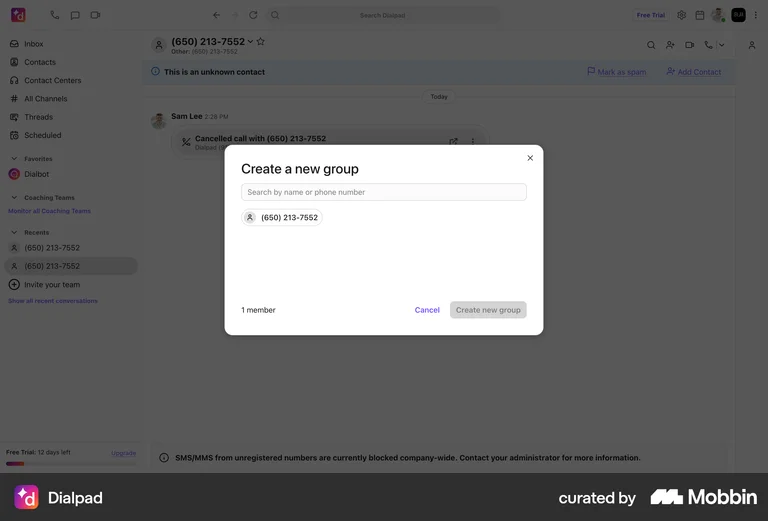 Search Dialpad
Free Trial
Inbox
Contacts
Contact Centers
All Channels
Threads
Scheduled
Favorites
Dialbot
Coaching Teams
Monitor all Coaching Teams
Recents
(650) 213-7552
(650) 213-7552
Invite your team
Show all recent conversations
Free Trial: 12 days left
Upgrade
(650) 213-7552
Other: (650) 213-7552
This is an unknown contact
Mark as spam
Add Contact
Today
Sam Lee 2:28 PM
Cancelled call with (650) 213-7552
Create a new group
Search by name or phone number
(650) 213-7552
1 member
Cancel
Create new group
SMS/MMS from unregistered numbers are currently blocked company-wide. Contact your administrator for more information.
Dialpad
curated by
Mobbin